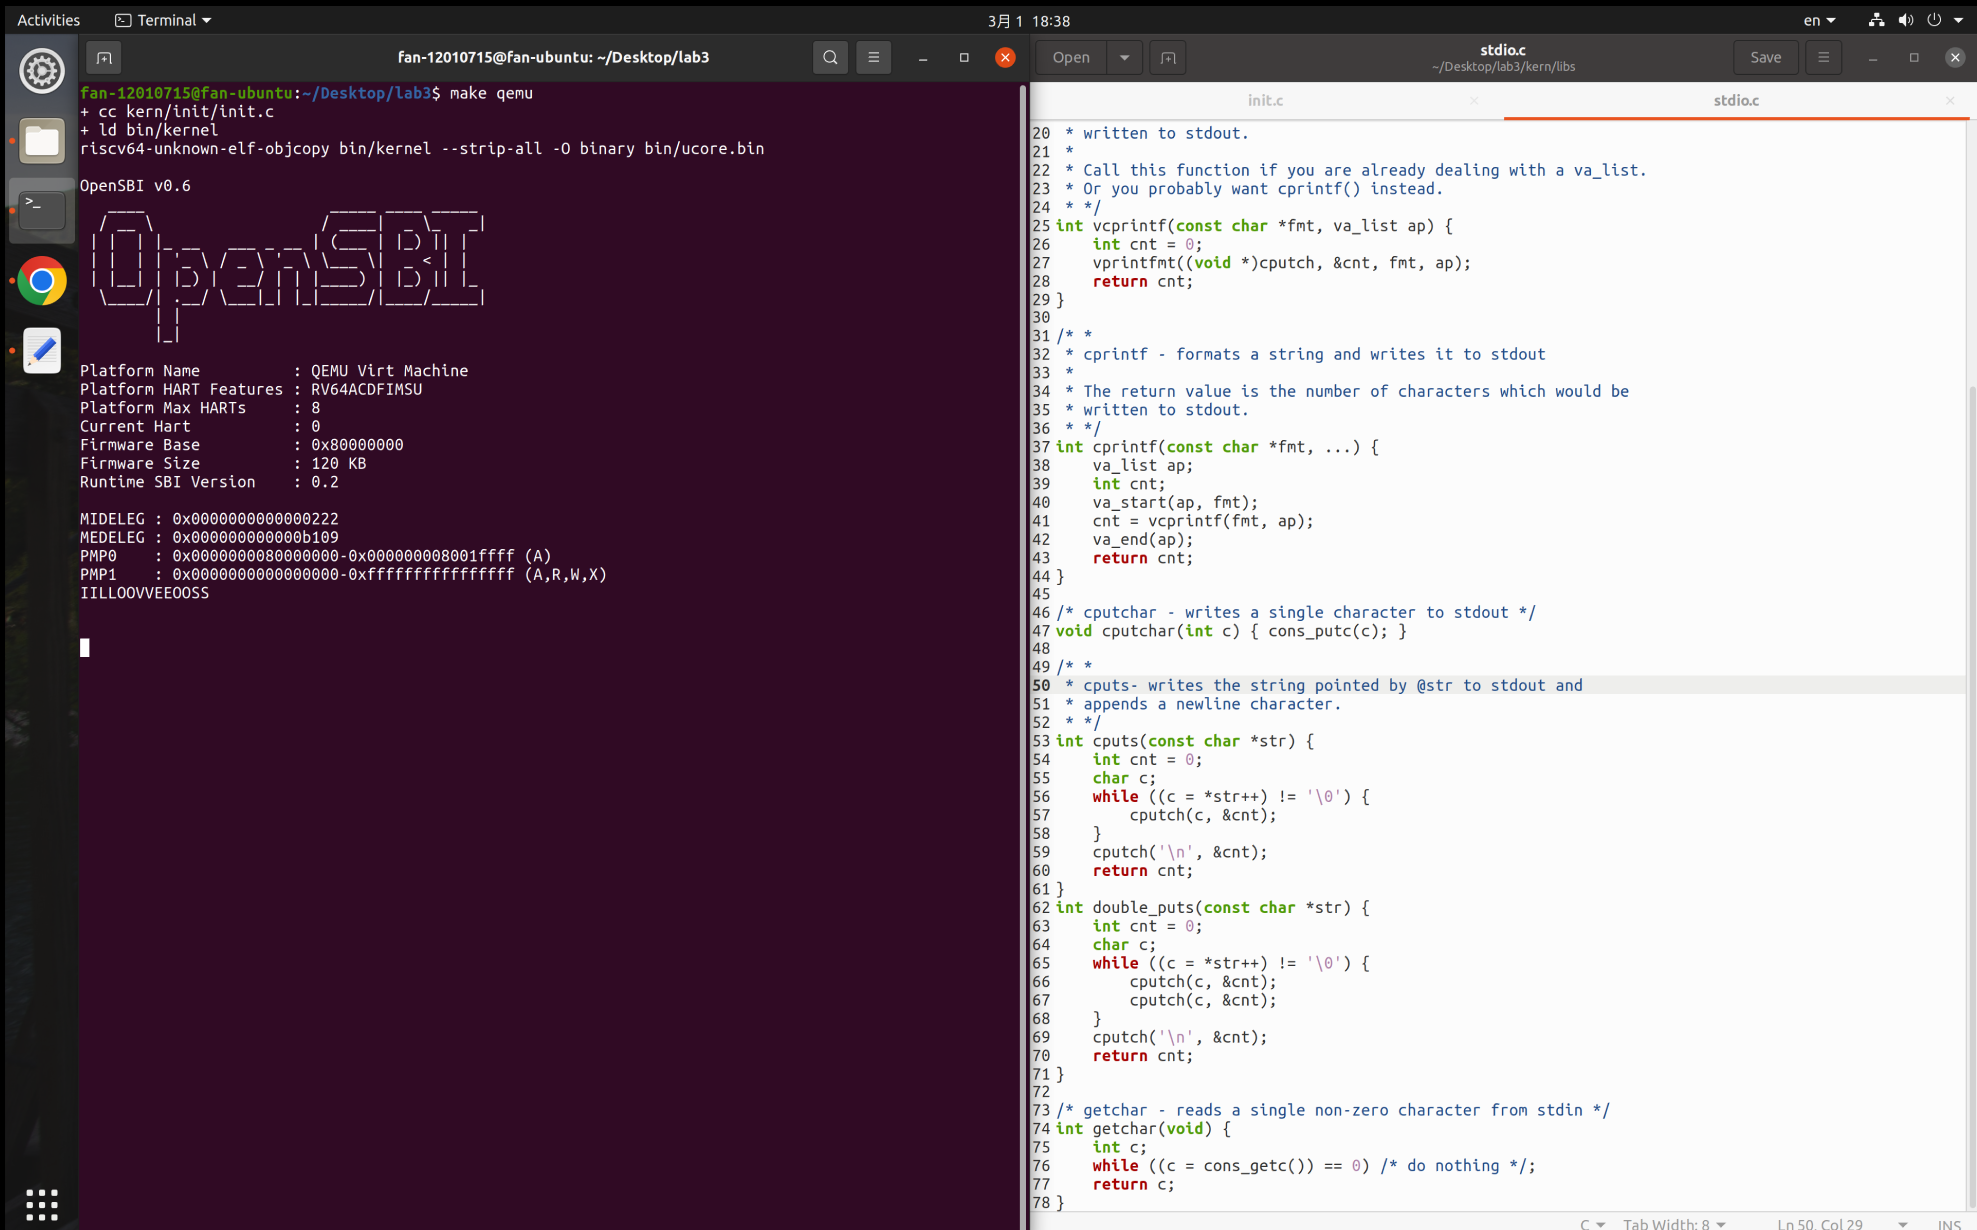 Activities
Terminal
3月 1 18:38
en
fan-12010715@fan-ubuntu: ~/Desktop/lab3
fan-12010715@fan-ubuntu:~/Desktop/lab3$ make qemu
+ cc kern/init/init.c
+ ld bin/kernel
riscv64-unknown-elf-objcopy bin/kernel --strip-all -O binary bin/ucore.bin
OpenSBI v0.6
OpenSBI
Platform Name          : QEMU Virt Machine
Platform HART Features : RV64ACDFIMSU
Platform Max HARTs     : 8
Current Hart           : 0
Firmware Base          : 0x80000000
Firmware Size          : 120 KB
Runtime SBI Version    : 0.2
MIDELEG : 0x0000000000000222
MEDELEG : 0x000000000000b109
PMP0    : 0x0000000080000000-0x000000008001ffff (A)
PMP1    : 0x0000000000000000-0xffffffffffffffff (A,R,W,X)
IILLOOVVEEOOSS
Open
stdio.c
~/Desktop/lab3/kern/libs
Save
init.c
stdio.c
20  * written to stdout.
21  *
22  * Call this function if you are already dealing with a va_list.
23  * Or you probably want cprintf() instead.
24  * */
25 int vcprintf(const char *fmt, va_list ap) {
26     int cnt = 0;
27     vprintfmt((void *)cputch, &cnt, fmt, ap);
28     return cnt;
29 }
30
31 /* *
32  * cprintf - formats a string and writes it to stdout
33  *
34  * The return value is the number of characters which would be
35  * written to stdout.
36  * */
37 int cprintf(const char *fmt, ...) {
38     va_list ap;
39     int cnt;
40     va_start(ap, fmt);
41     cnt = vcprintf(fmt, ap);
42     va_end(ap);
43     return cnt;
44 }
45
46 /* cputchar - writes a single character to stdout */
47 void cputchar(int c) { cons_putc(c); }
48
49 /* *
50  * cputs- writes the string pointed by @str to stdout and
51  * appends a newline character.
52  * */
53 int cputs(const char *str) {
54     int cnt = 0;
55     char c;
56     while ((c = *str++) != '\0') {
57         cputch(c, &cnt);
58     }
59     cputch('\n', &cnt);
60     return cnt;
61 }
62 int double_puts(const char *str) {
63     int cnt = 0;
64     char c;
65     while ((c = *str++) != '\0') {
66         cputch(c, &cnt);
67         cputch(c, &cnt);
68     }
69     cputch('\n', &cnt);
70     return cnt;
71 }
72
73 /* getchar - reads a single non-zero character from stdin */
74 int getchar(void) {
75     int c;
76     while ((c = cons_getc()) == 0) /* do nothing */;
77     return c;
78 }
C
Tab Width: 8
Ln 50, Col 29
INS